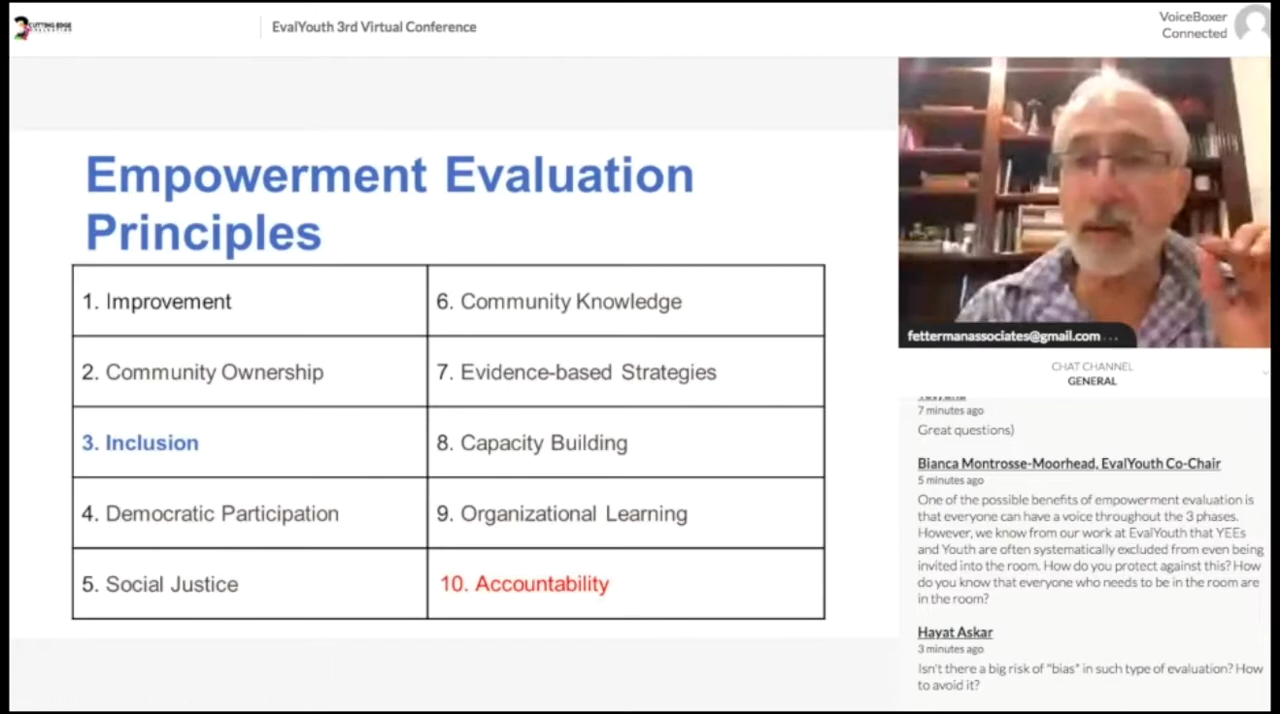 CUTTING EDGE
EvalYouth 3rd Virtual Conference
VoiceBoxer
Connected
Empowerment Evaluation
Principles
1. Improvement
6. Community Knowledge
2. Community Ownership
7. Evidence-based Strategies
3. Inclusion
8. Capacity Building
4. Democratic Participation
9. Organizational Learning
5. Social Justice
10. Accountability
fettermanassociates@gmail.com ...
CHAT CHANNEL
GENERAL
7 minutes ago
Great questions)
Bianca Montrosse-Moorhead, EvalYouth Co-Chair
5 minutes ago
One of the possible benefits of empowerment evaluation is
that everyone can have a voice throughout the 3 phases.
However, we know from our work at EvalYouth that YEEs
and Youth are often systematically excluded from even being
invited into the room. How do you protect against this? How
do you know that everyone who needs to be in the room are
in the room?
Hayat Askar
3 minutes ago
Isn't there a big risk of "bias" in such type of evaluation? How
to avoid it?